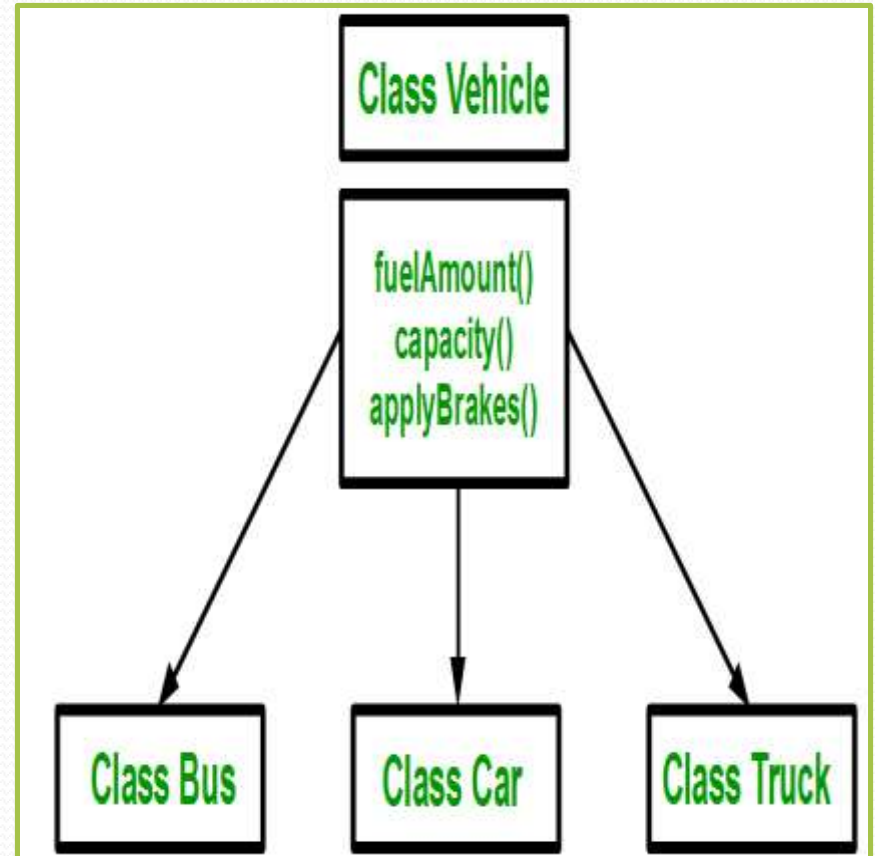 Class Vehicle
fuelAmount()
capacity()
applyBrakes()
Class Bus
Class Car
Class Truck